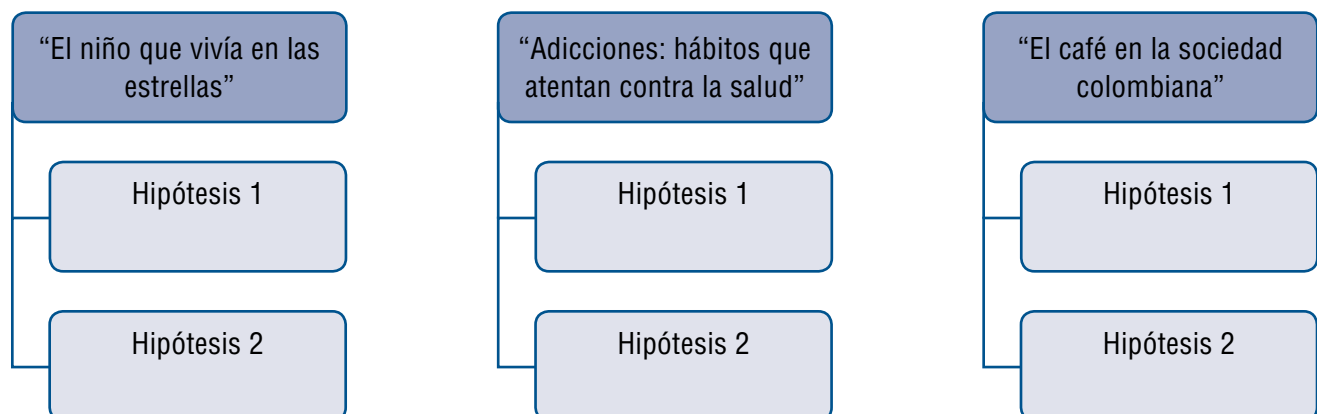 “El niño que vivía en las
estrellas”
Hipótesis 1
Hipótesis 2
“Adicciones: hábitos que
atentan contra la salud”
Hipótesis 1
Hipótesis 2
“El café en la sociedad
colombiana”
Hipótesis 1
Hipótesis 2